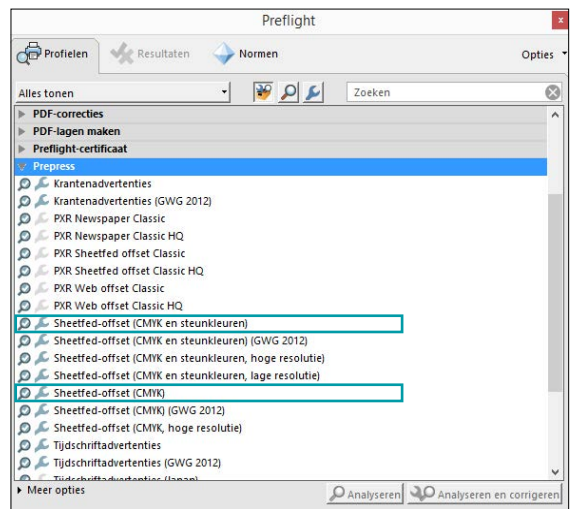 Preflight
x
Profielen Resultaten Normen Opties
Alles tonen Zoeken
PDF-correcties
PDF-lagen maken
Preflight-certificaat
Prepress
Krantenadvertenties
Krantenadvertenties (GWG 2012)
PXR Newspaper Classic
PXR Newspaper Classic HQ
PXR Sheetfed offset Classic
PXR Sheetfed offset Classic HQ
PXR Web offset Classic
PXR Web offset Classic HQ
Sheetfed-offset (CMYK en steunkleuren)
Sheetfed-offset (CMYK en steunkleuren) (GWG 2012)
Sheetfed-offset (CMYK en steunkleuren, hoge resolutie)
Sheetfed-offset (CMYK en steunkleuren, lage resolutie)
Sheetfed-offset (CMYK)
Sheetfed-offset (CMYK) (GWG 2012)
Sheetfed-offset (CMYK, hoge resolutie)
Tijdschriftadvertenties
Tijdschriftadvertenties (GWG 2012)
Tijdschriftadvertenties (Japan)
Meer opties Analyseren Analyseren en corrigeren